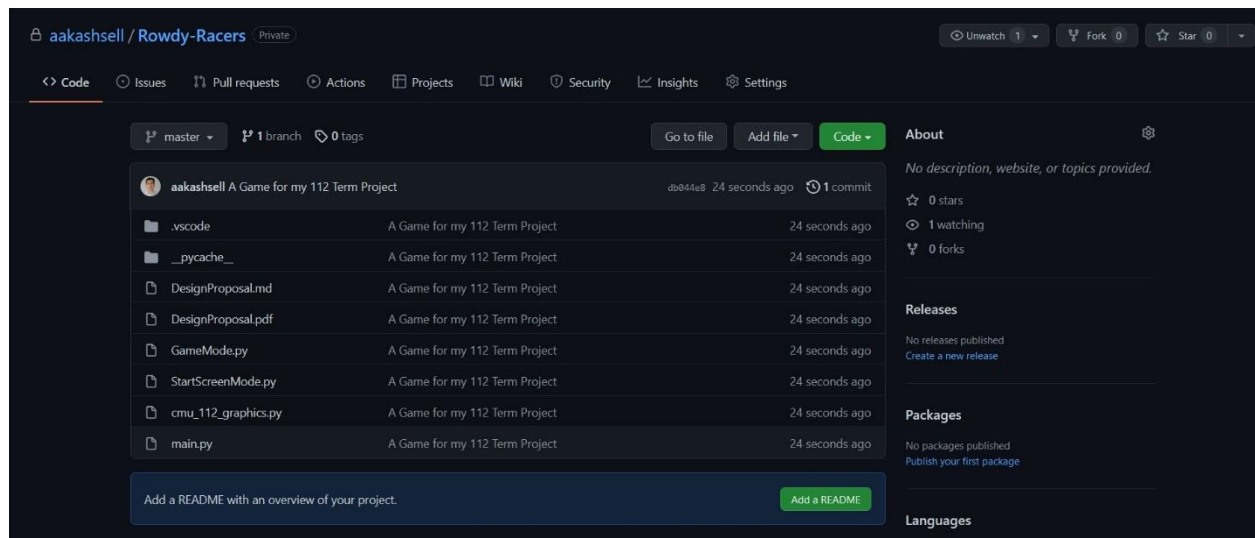 aakashsell / Rowdy-Racers Private
Unwatch 1 Fork 0 Star 0
Code Issues Pull requests Actions Projects Wiki Security Insights Settings
master 1 branch 0 tags Go to file Add file Code
aakashsell A Game for my 112 Term Project db044e8 24 seconds ago 1 commit
.vscode A Game for my 112 Term Project 24 seconds ago
__pycache__ A Game for my 112 Term Project 24 seconds ago
DesignProposal.md A Game for my 112 Term Project 24 seconds ago
DesignProposal.pdf A Game for my 112 Term Project 24 seconds ago
GameMode.py A Game for my 112 Term Project 24 seconds ago
StartScreenMode.py A Game for my 112 Term Project 24 seconds ago
cmu_112_graphics.py A Game for my 112 Term Project 24 seconds ago
main.py A Game for my 112 Term Project 24 seconds ago
Add a README with an overview of your project. Add a README
About
No description, website, or topics provided.
0 stars
1 watching
0 forks
Releases
No releases published
Create a new release
Packages
No packages published
Publish your first package
Languages